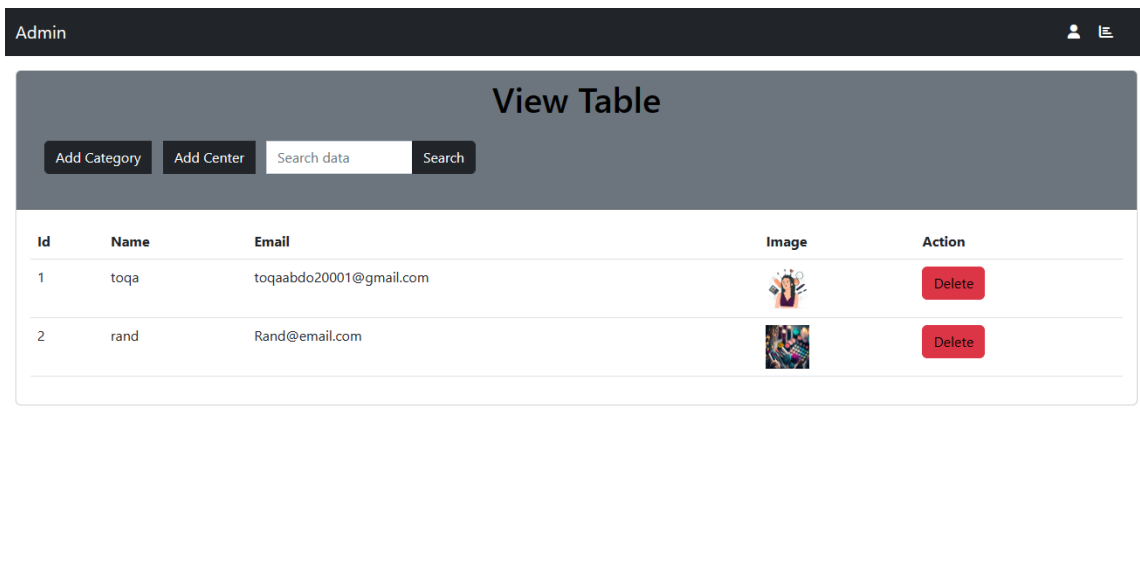 Admin
View Table
Add Category Add Center Search data Search
Id Name Email Image Action
1 toqa toqaabdo20001@gmail.com Delete
2 rand Rand@email.com Delete